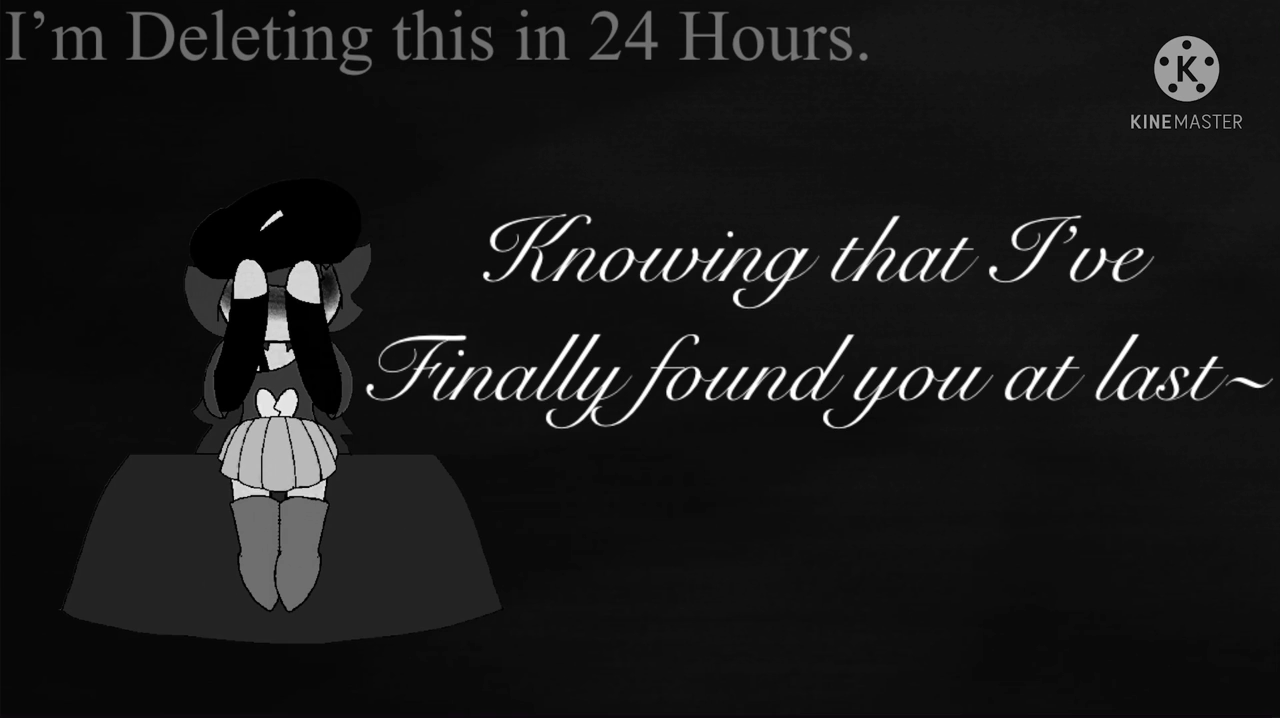 I'm Deleting this in 24 Hours.
K
KINEMASTER
Knowing that I've
Finally found you at last~